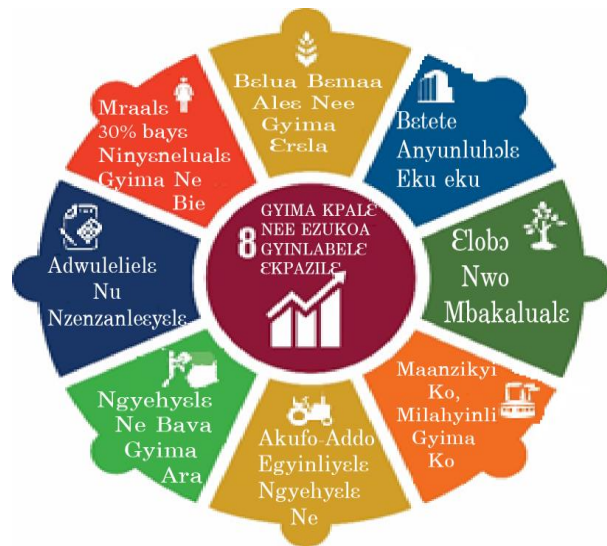 Bɛlua Bɛmaa
Aleɛ Nee
Gyima
Ɛrɛla
Bɛtete
Anyunluhɔlɛ
Eku eku
Ɛlobɔ
Nwo
Mbakalualɛ
Maanzikyi
Ko,
Milahyinli
Gyima
Ko
Akufo-Addo
Egyinliyɛlɛ
Ngyehyɛlɛ
Ne
Ngyehyɛlɛ
Ne Bava
Gyima
Ara
Adwulelielɛ
Nu
Nzenzanleɛyɛlɛ
Mraalɛ
30% bayɛ
Ninyɛnelualɛ
Gyima Ne
Bie
8
GYIMA KPALƐ
NEE EZUKOA
GYINLABELƐ
ƐKPAZILƐ